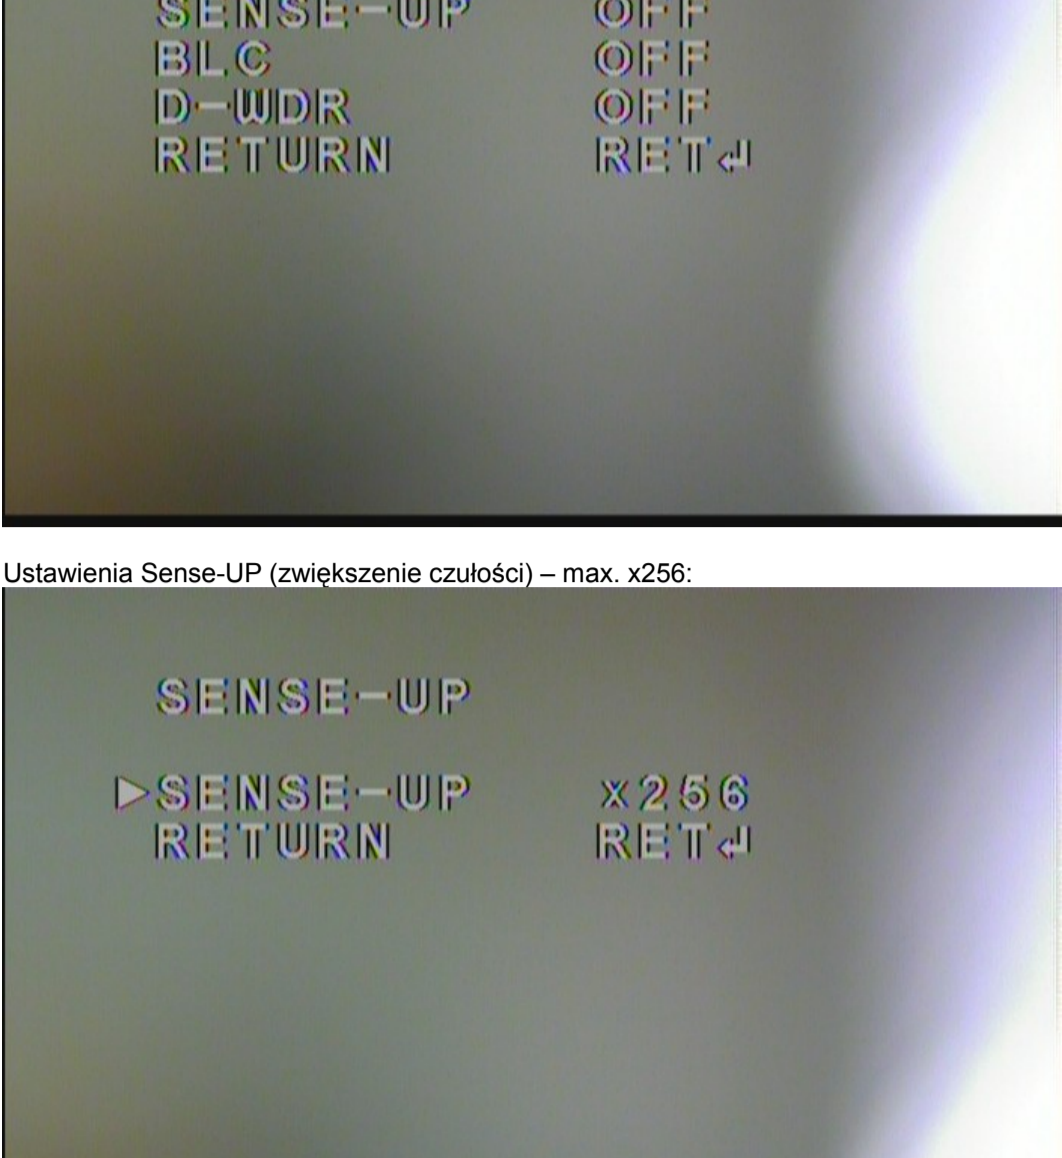 SENSE-UP OFF
BLC OFF
D-WDR OFF
RETURN RET↲
Ustawienia Sense-UP (zwiększenie czułości) – max. x256:
SENSE-UP
▷SENSE-UP x256
RETURN RET↲